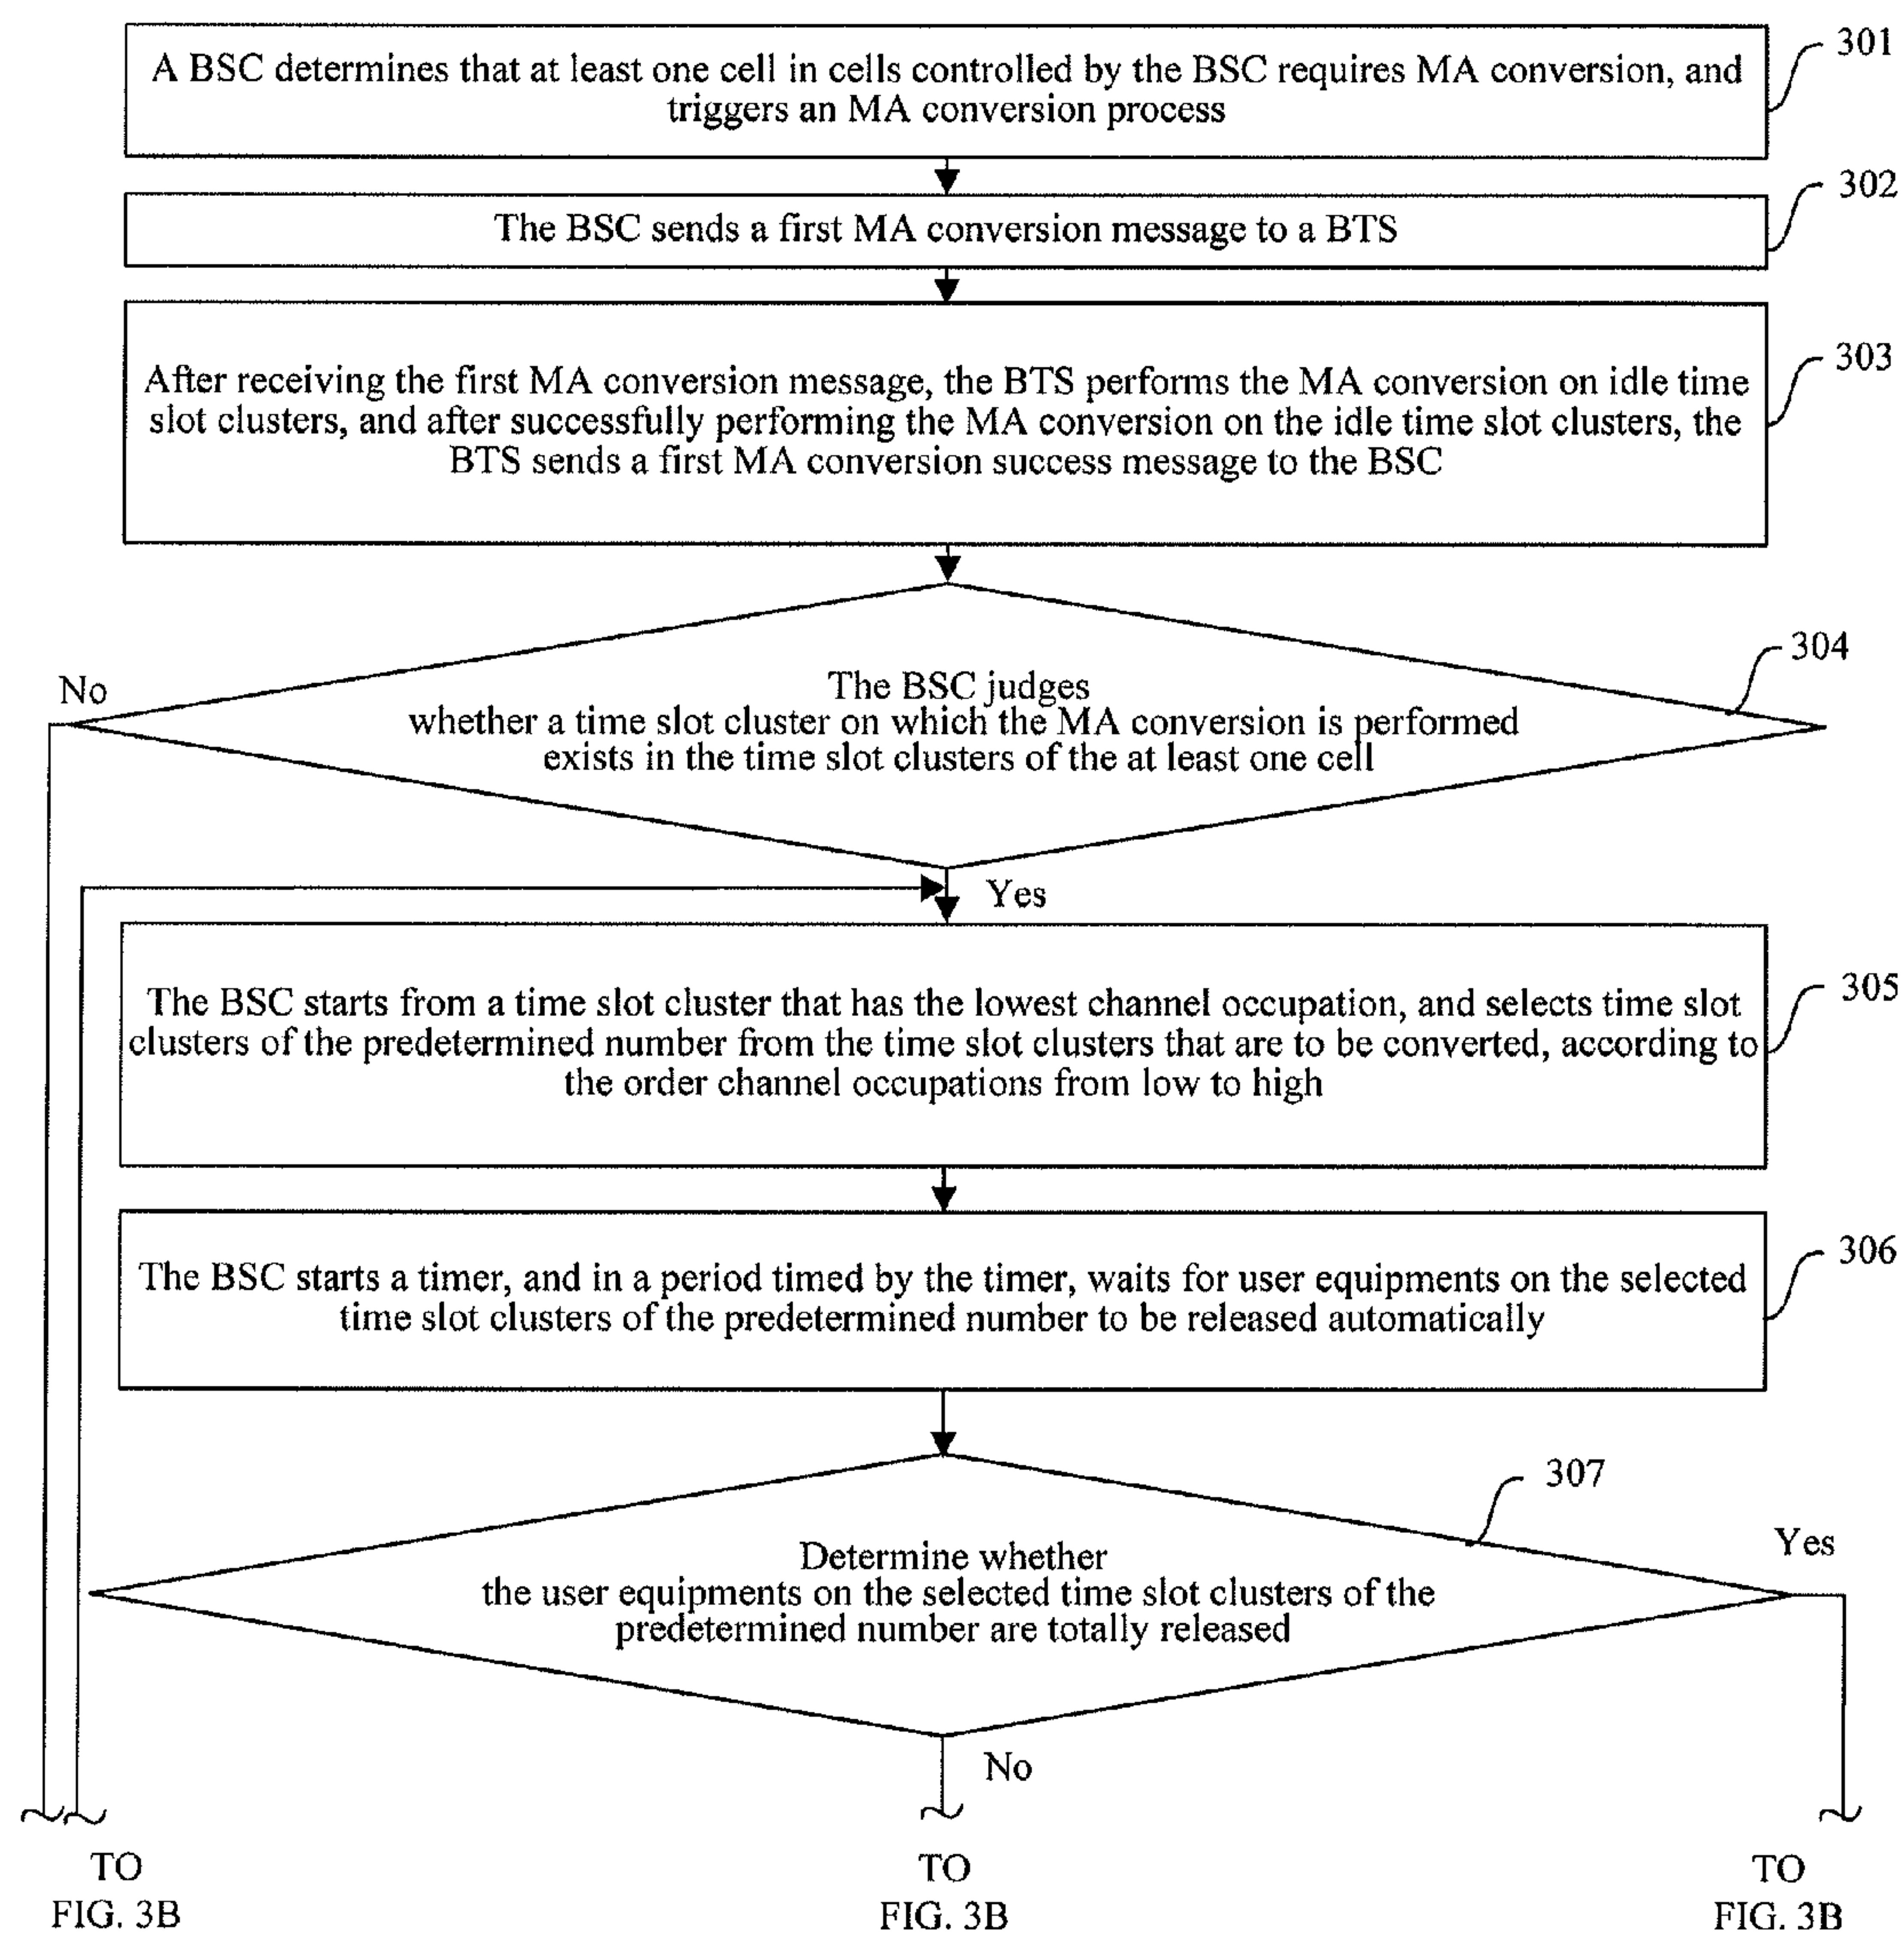 A BSC determines that at least one cell in cells controlled by the BSC requires MA conversion, and
triggers an MA conversion process
301
The BSC sends a first MA conversion message to a BTS
302
After receiving the first MA conversion message, the BTS performs the MA conversion on idle time
slot clusters, and after successfully performing the MA conversion on the idle time slot clusters, the
BTS sends a first MA conversion success message to the BSC
303
304
No
The BSC judges
whether a time slot cluster on which the MA conversion is performed
exists in the time slot clusters of the at least one cell
Yes
The BSC starts from a time slot cluster that has the lowest channel occupation, and selects time slot
clusters of the predetermined number from the time slot clusters that are to be converted, according to
the order channel occupations from low to high
305
The BSC starts a timer, and in a period timed by the timer, waits for user equipments on the selected
time slot clusters of the predetermined number to be released automatically
306
307
Yes
Determine whether
the user equipments on the selected time slot clusters of the
predetermined number are totally released
No
TO
FIG. 3B
TO
FIG. 3B
TO
FIG. 3B